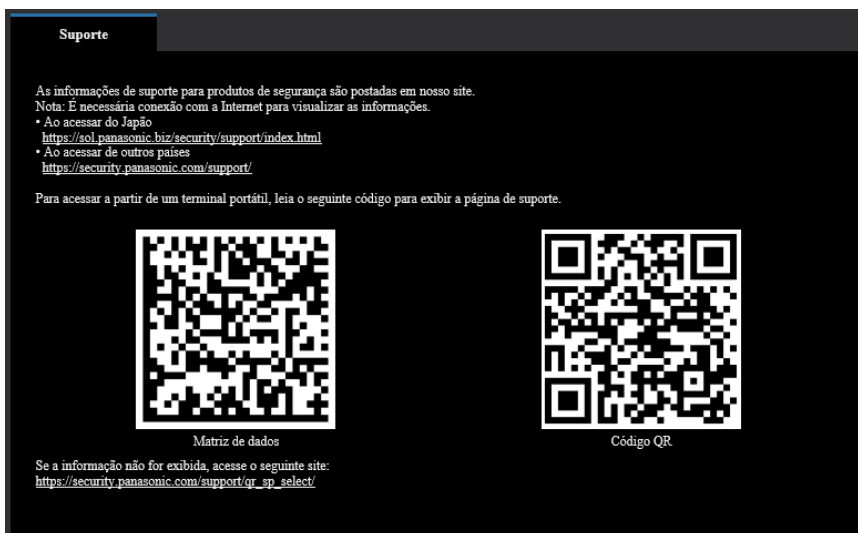 Suporte
As informações de suporte para produtos de segurança são postadas em nosso site.
Nota: É necessária conexão com a Internet para visualizar as informações.
• Ao acessar do Japão
https://sol.panasonic.biz/security/support/index.html
• Ao acessar de outros países
https://security.panasonic.com/support/
Para acessar a partir de um terminal portátil, leia o seguinte código para exibir a página de suporte.
Matriz de dados
Código QR
Se a informação não for exibida, acesse o seguinte site:
https://security.panasonic.com/support/qr_sp_select/